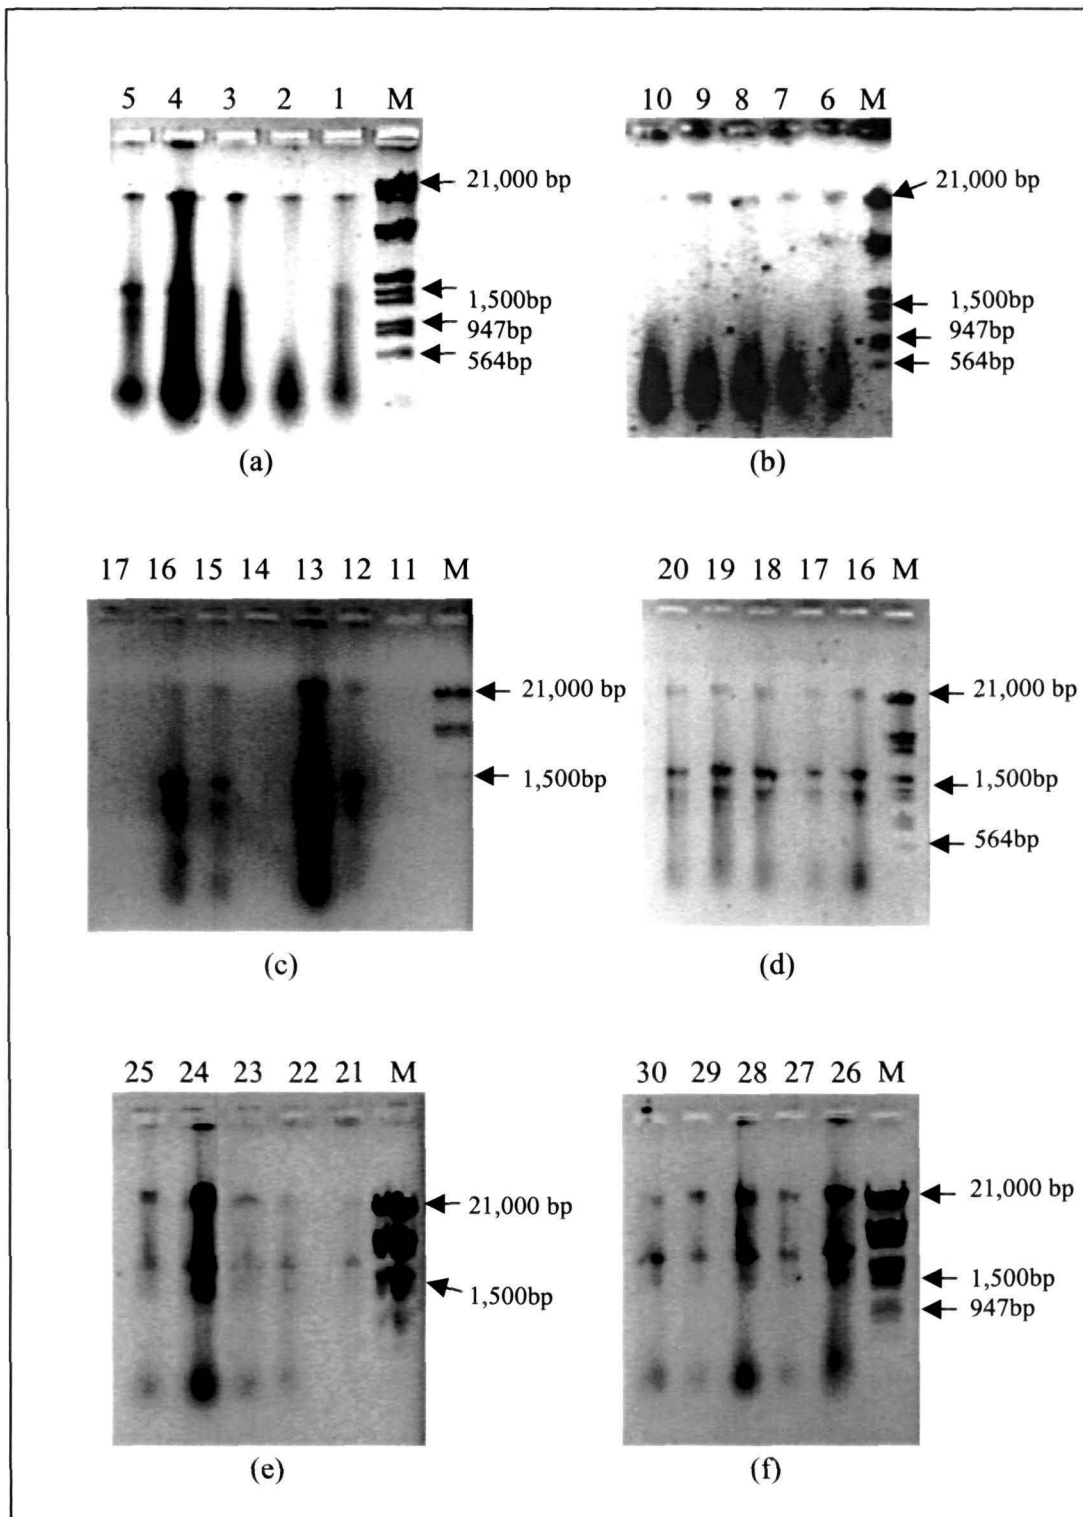 5 4 3 2 1 M
21,000 bp
1,500bp
947bp
564bp
(a)
10 9 8 7 6 M
21,000 bp
1,500bp
947bp
564bp
(b)
17 16 15 14 13 12 11 M
21,000 bp
1,500bp
(c)
20 19 18 17 16 M
21,000 bp
1,500bp
564bp
(d)
25 24 23 22 21 M
21,000 bp
1,500bp
(e)
30 29 28 27 26 M
21,000 bp
1,500bp
947bp
(f)